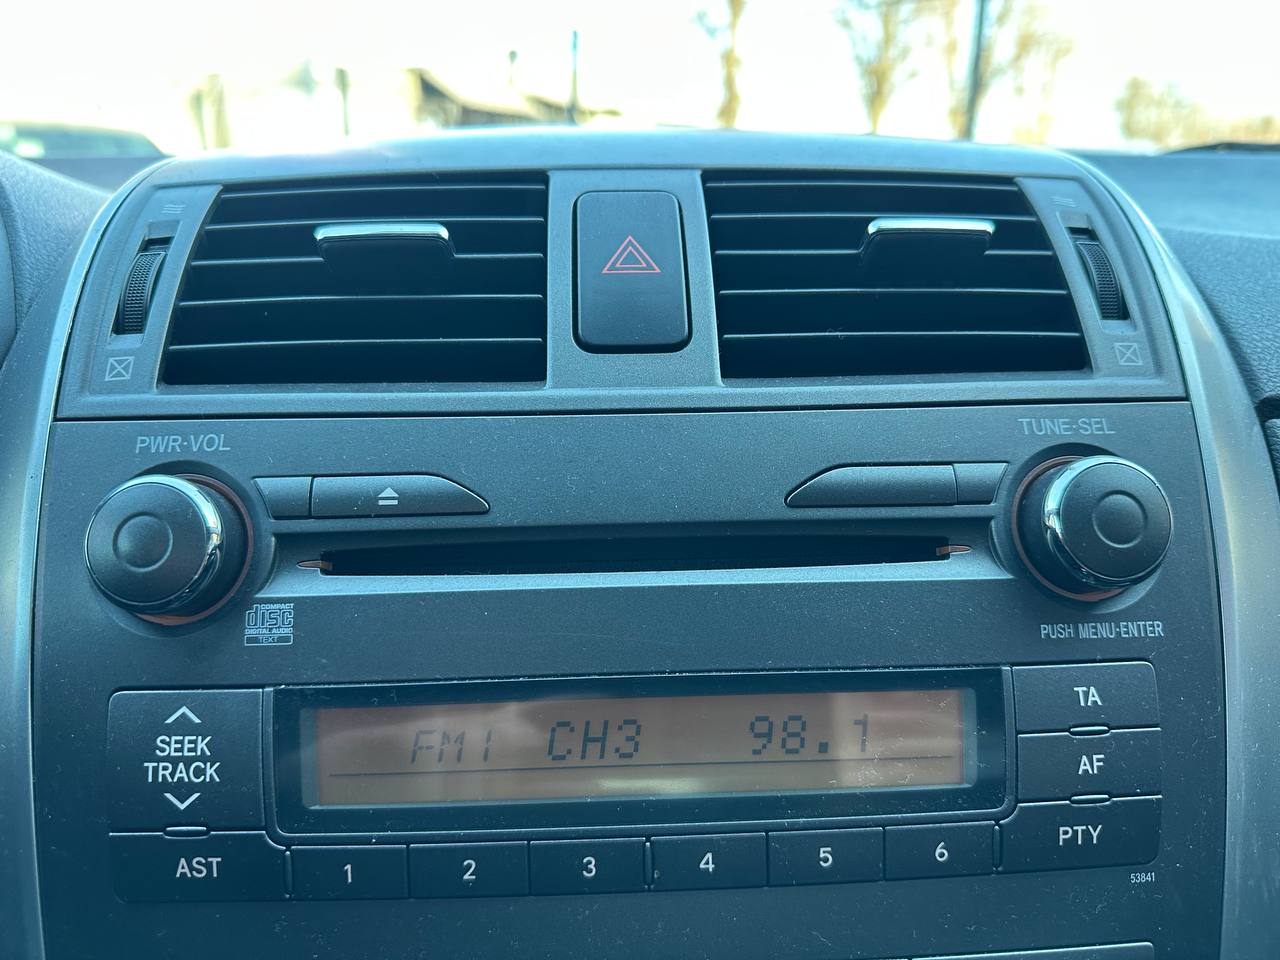 PWR·VOL
TUNE·SEL
COMPACT
disc
DIGITAL AUDIO
TEXT
PUSH MENU·ENTER
SEEK
TRACK
FM1 CH3 98.1
TA
AF
PTY
AST
1 2 3 4 5 6
53841